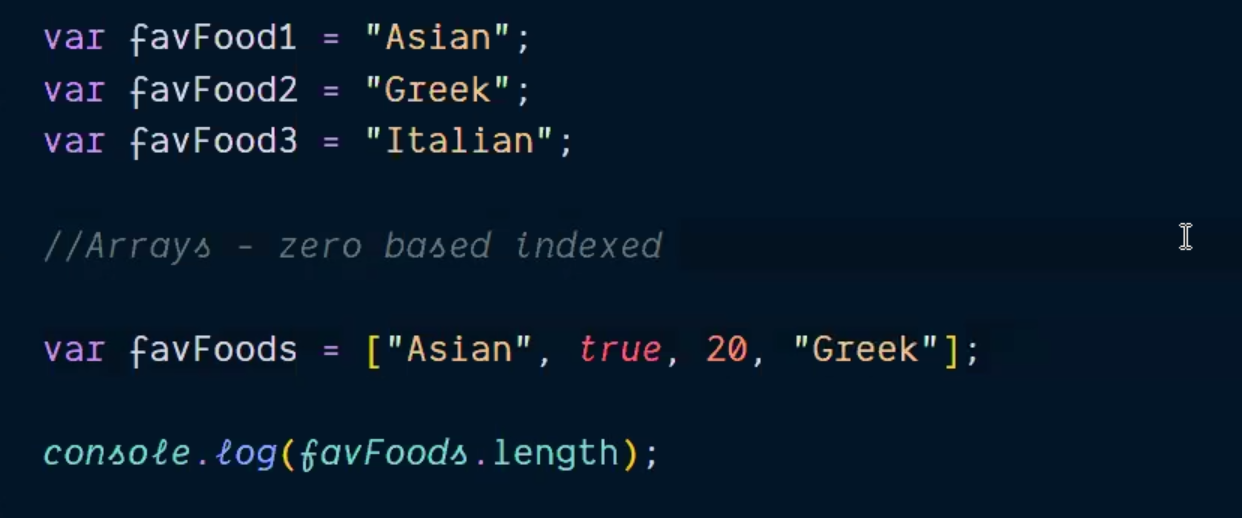 var favFood1 = "Asian";
var favFood2 = "Greek";
var favFood3 = "Italian";
//Arrays - zero based indexed
var favFoods = ["Asian", true, 20, "Greek"];
console.log(favFoods.length);